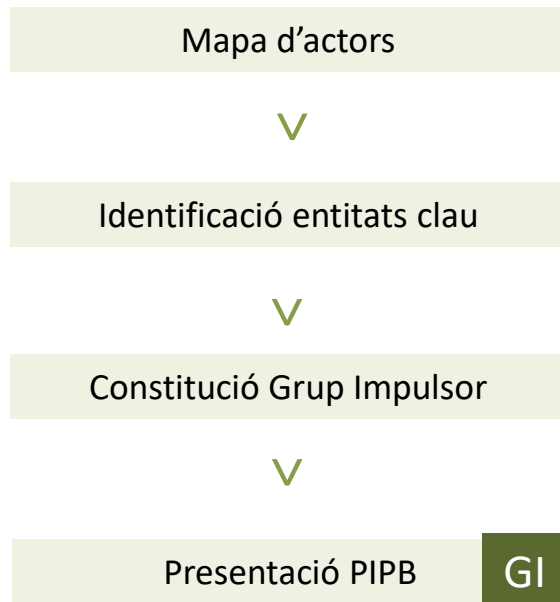 Mapa d’actors
Identificació entitats clau
Constitució Grup Impulsor
Presentació PIPB
GI